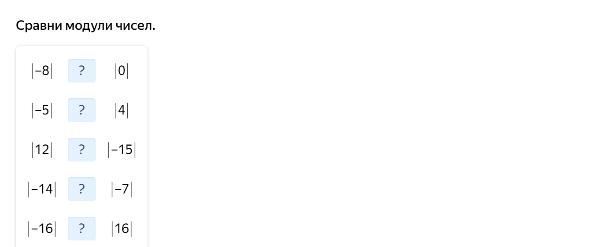 Сравни модули чисел.
|−8| ? |0|
|−5| ? |4|
|12| ? |−15|
|−14| ? |−7|
|−16| ? |16|